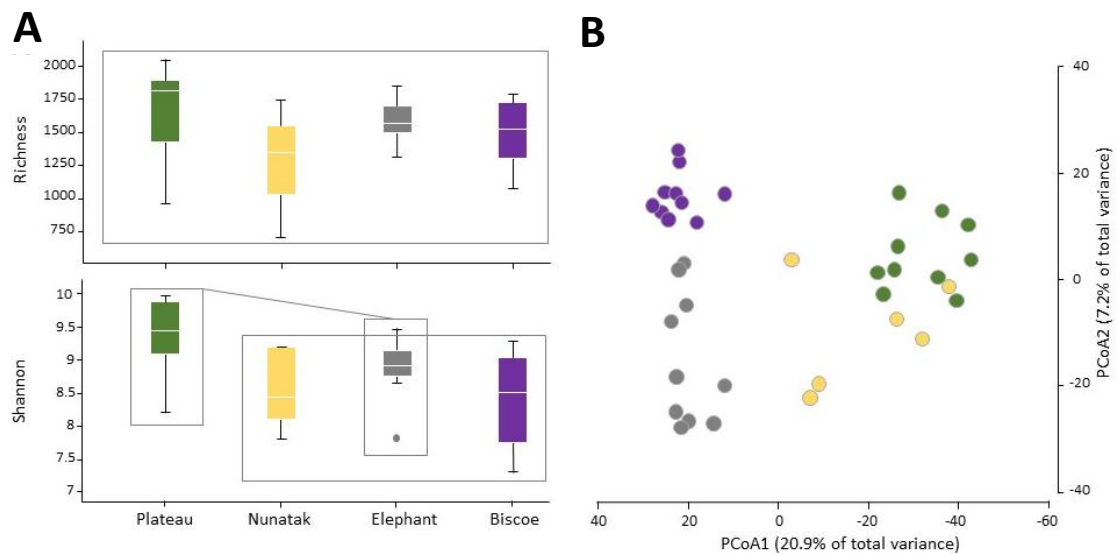 A
B
Richness
2000
1750
1500
1250
1000
750
Shannon
10
9.5
9
8.5
8
7.5
7
Plateau
Nunatak
Elephant
Biscoe
40
20
0
-20
-40
PCoA2 (7.2% of total variance)
40
20
0
-20
-40
-60
PCoA1 (20.9% of total variance)